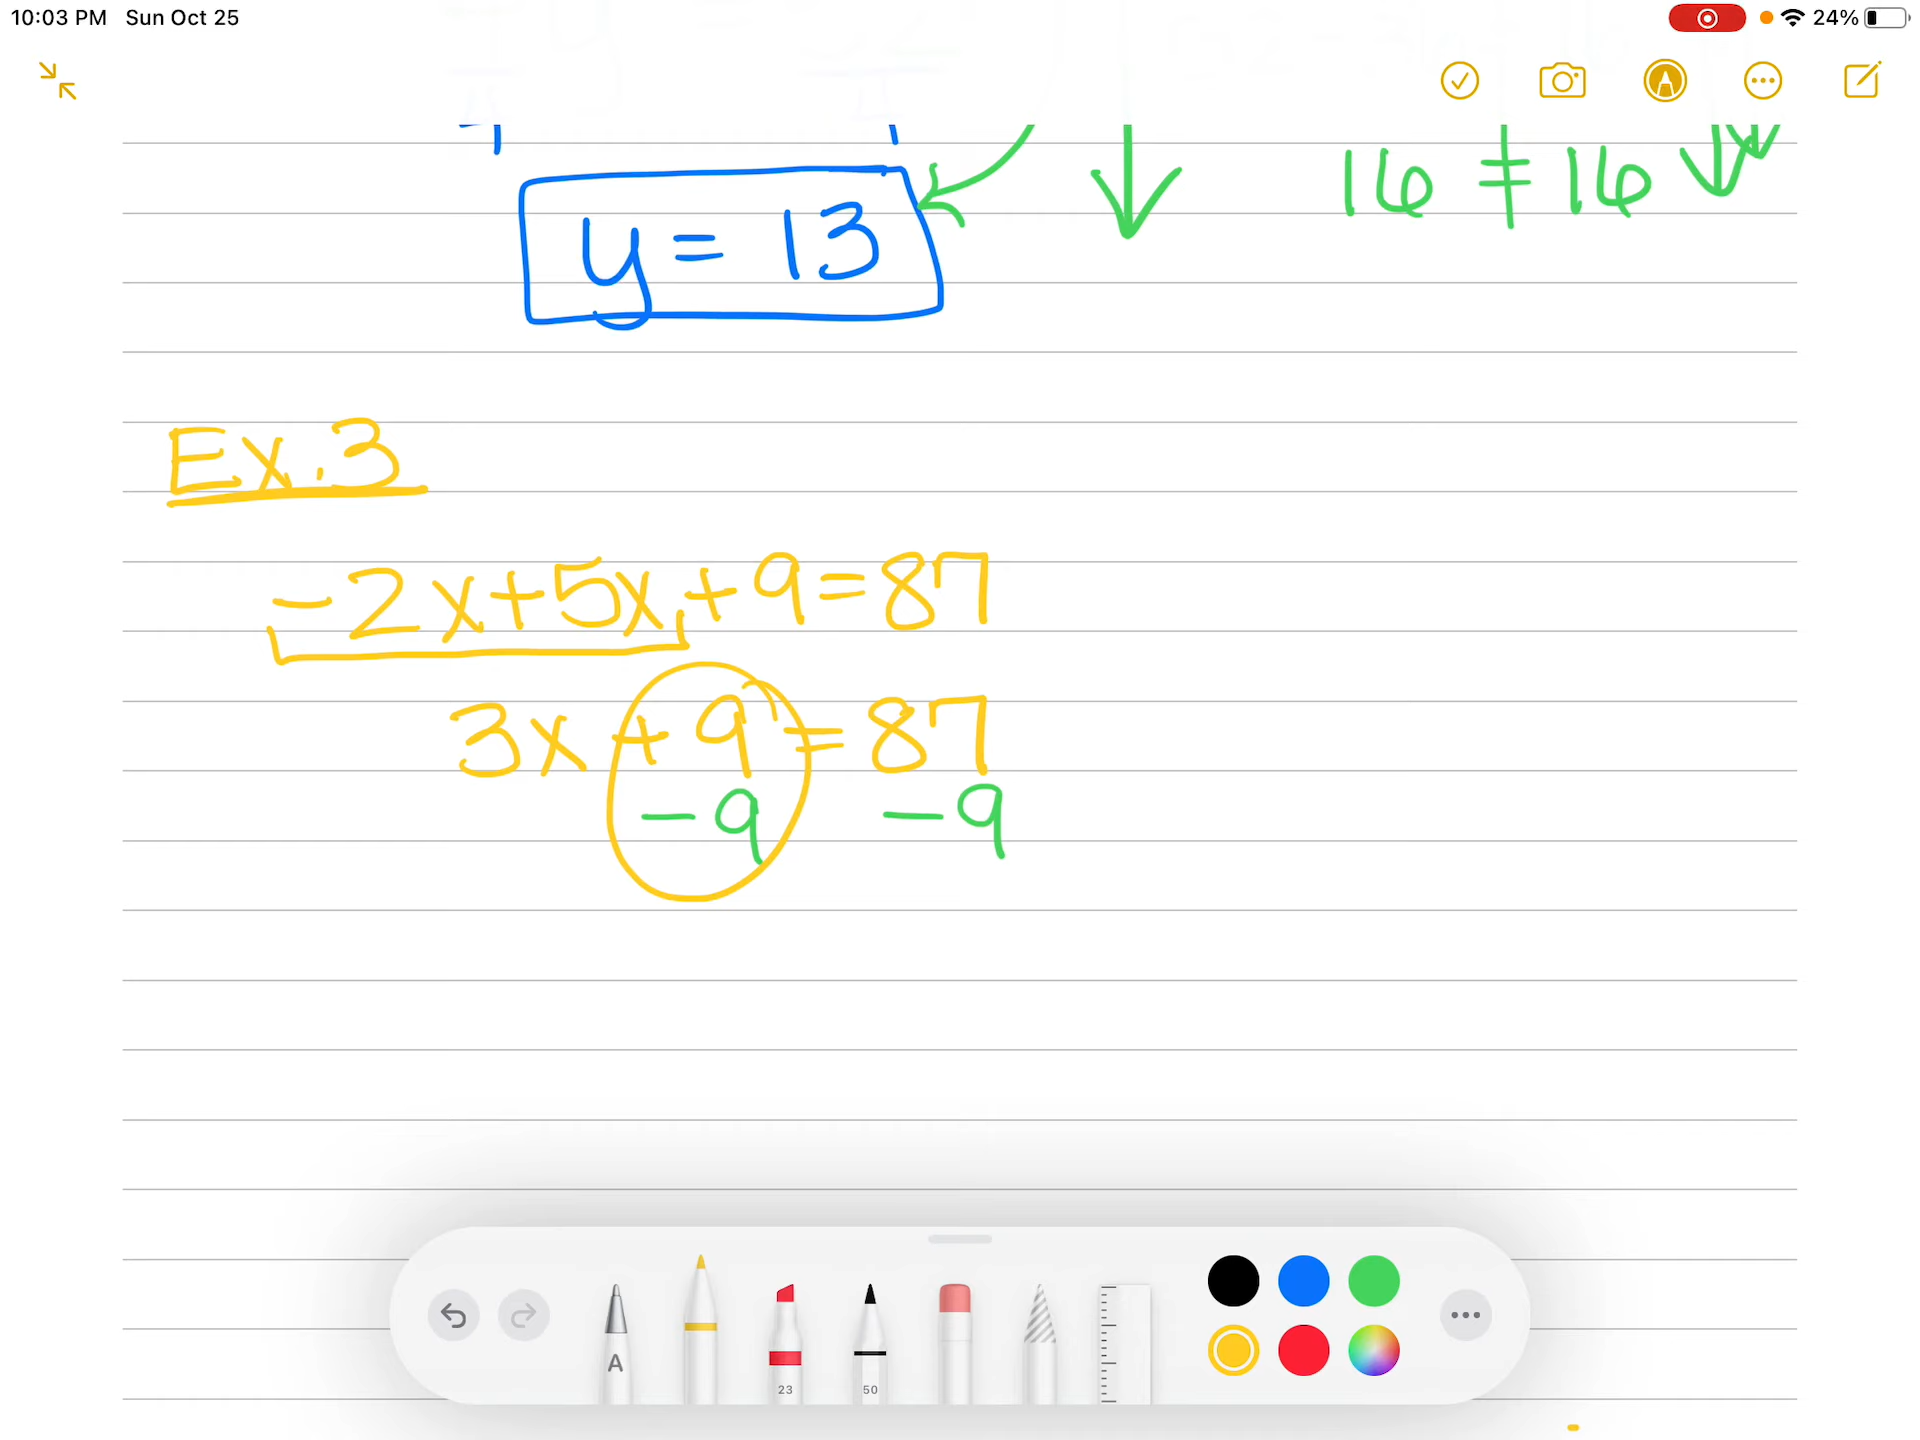 10:03 PM Sun Oct 25 24%
16 = 16
y = 13
Ex. 3
-2x+5x+9=87
3x+9=87
-9 -9
A 23 50